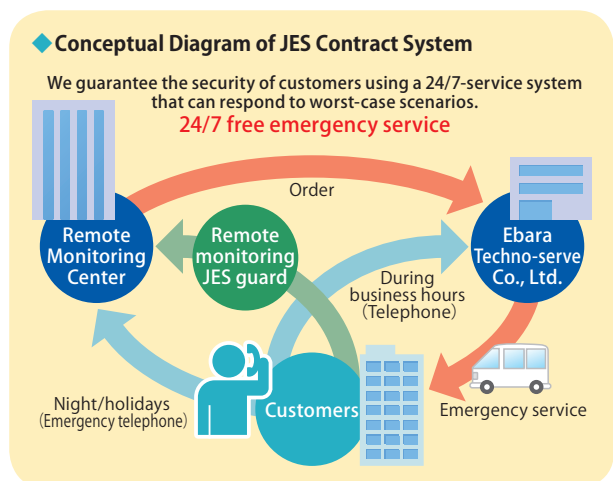 Conceptual Diagram of JES Contract System
We guarantee the security of customers using a 24/7-service system
that can respond to worst-case scenarios.
24/7 free emergency service
Order
Remote
Monitoring
Center
Remote
monitoring
JES guard
Ebara
Techno-serve
Co., Ltd.
During
business hours
(Telephone)
Night/holidays
(Emergency telephone)
Customers
Emergency service